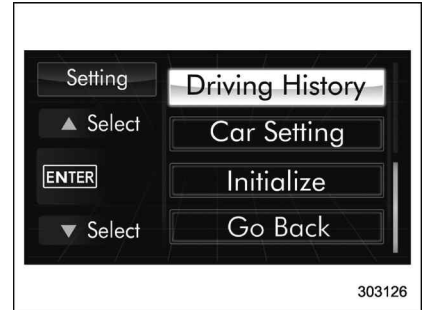 Setting
Driving History
▲ Select
Car Setting
ENTER
Initialize
▼ Select
Go Back
303126